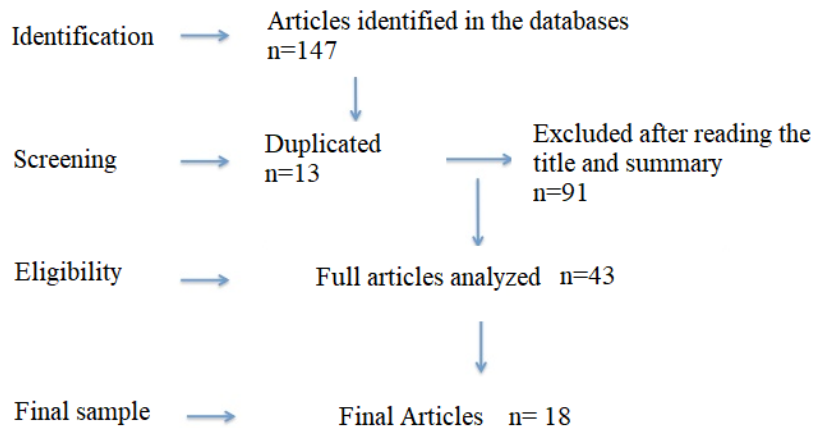 Identification
Articles identified in the databases
n=147
Screening
Duplicated
n=13
Excluded after reading the
title and summary
n=91
Eligibility
Full articles analyzed n=43
Final sample
Final Articles n= 18